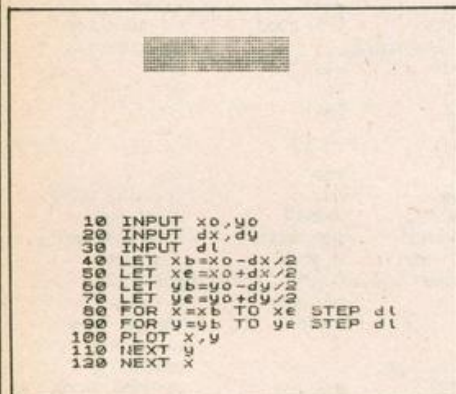 10 INPUT xo,yo
20 INPUT dx,dy
30 INPUT dl
40 LET xb=xo-dx/2
50 LET xe=xo+dx/2
60 LET yb=yo-dy/2
70 LET ye=yo+dy/2
80 FOR x=xb TO xe STEP dl
90 FOR y=yb TO ye STEP dl
100 PLOT x,y
110 NEXT y
120 NEXT x